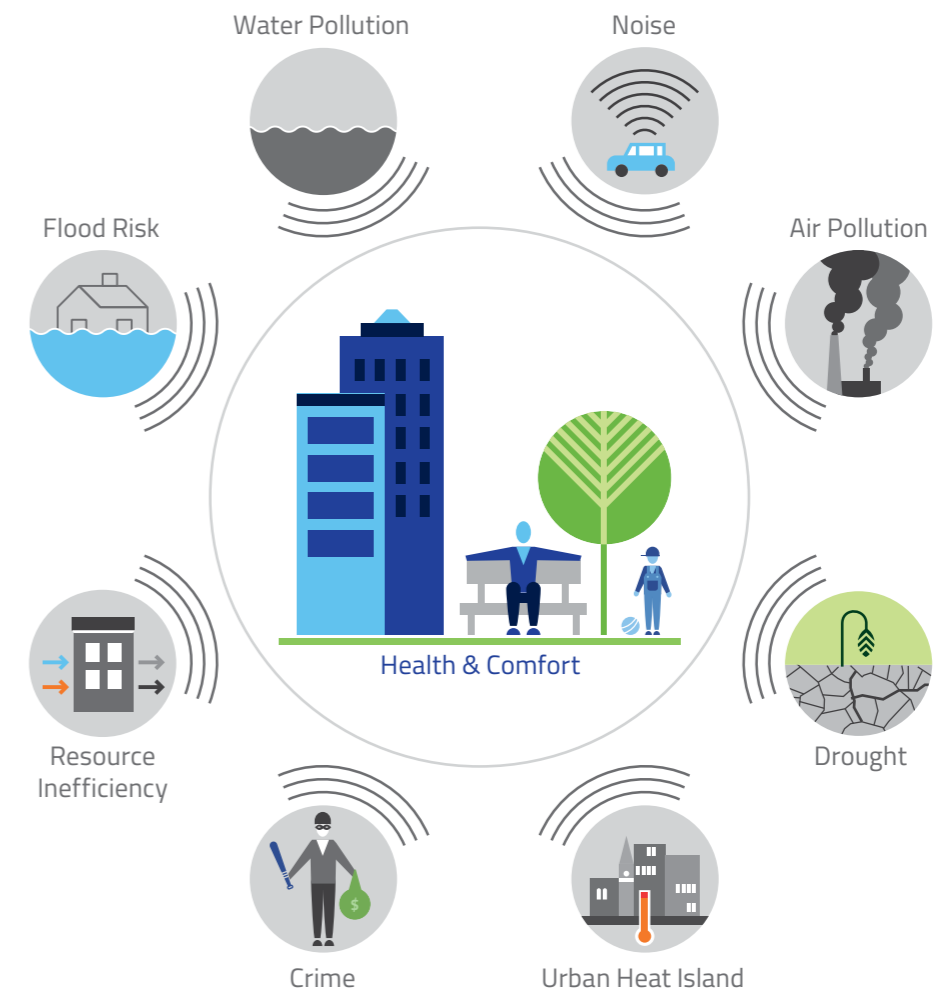 Water Pollution
Noise
Flood Risk
Air Pollution
Health & Comfort
Resource
Inefficiency
Drought
$
Crime
Urban Heat Island